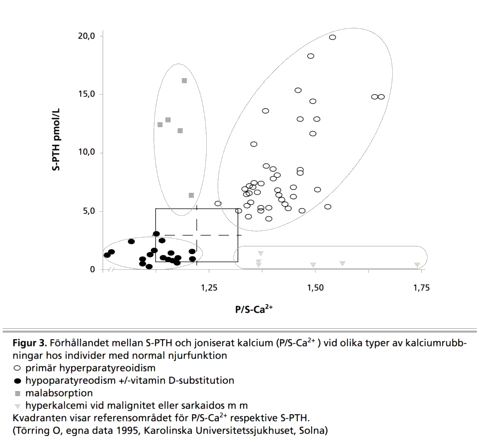 20,0
15,0
10,0
5,0
0
S-PTH pmol/L
1,25
1,50
1,75
P/S-Ca²⁺
Figur 3. Förhållandet mellan S-PTH och joniserat kalcium (P/S-Ca²⁺ ) vid olika typer av kalciumrubb-
ningar hos individer med normal njurfunktion
primär hyperparatyreoidism
hypoparatyreodism +/-vitamin D-substitution
malabsorption
hyperkalcemi vid malignitet eller sarkaidos m m
Kvadranten visar referensområdet för P/S-Ca²⁺ respective S-PTH.
(Törring O, egna data 1995, Karolinska Universitetssjukhuset, Solna)